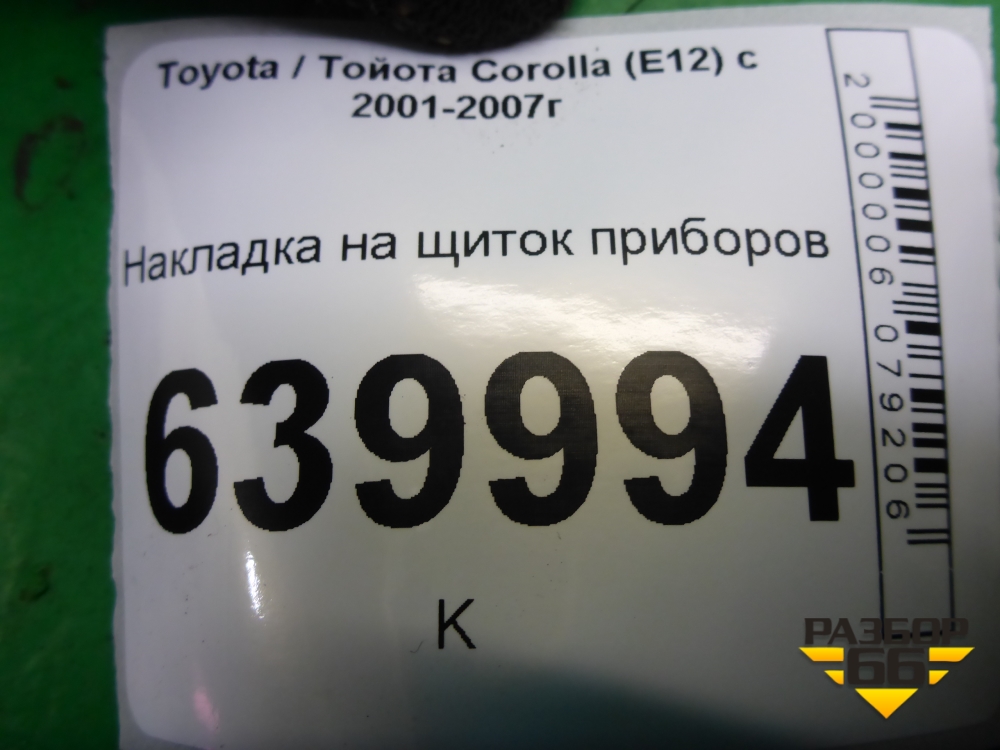 Toyota / Тойота Corolla (E12) с
2001-2007г
Накладка на щиток приборов
639994
К
2000006079206
РАЗБОР
66